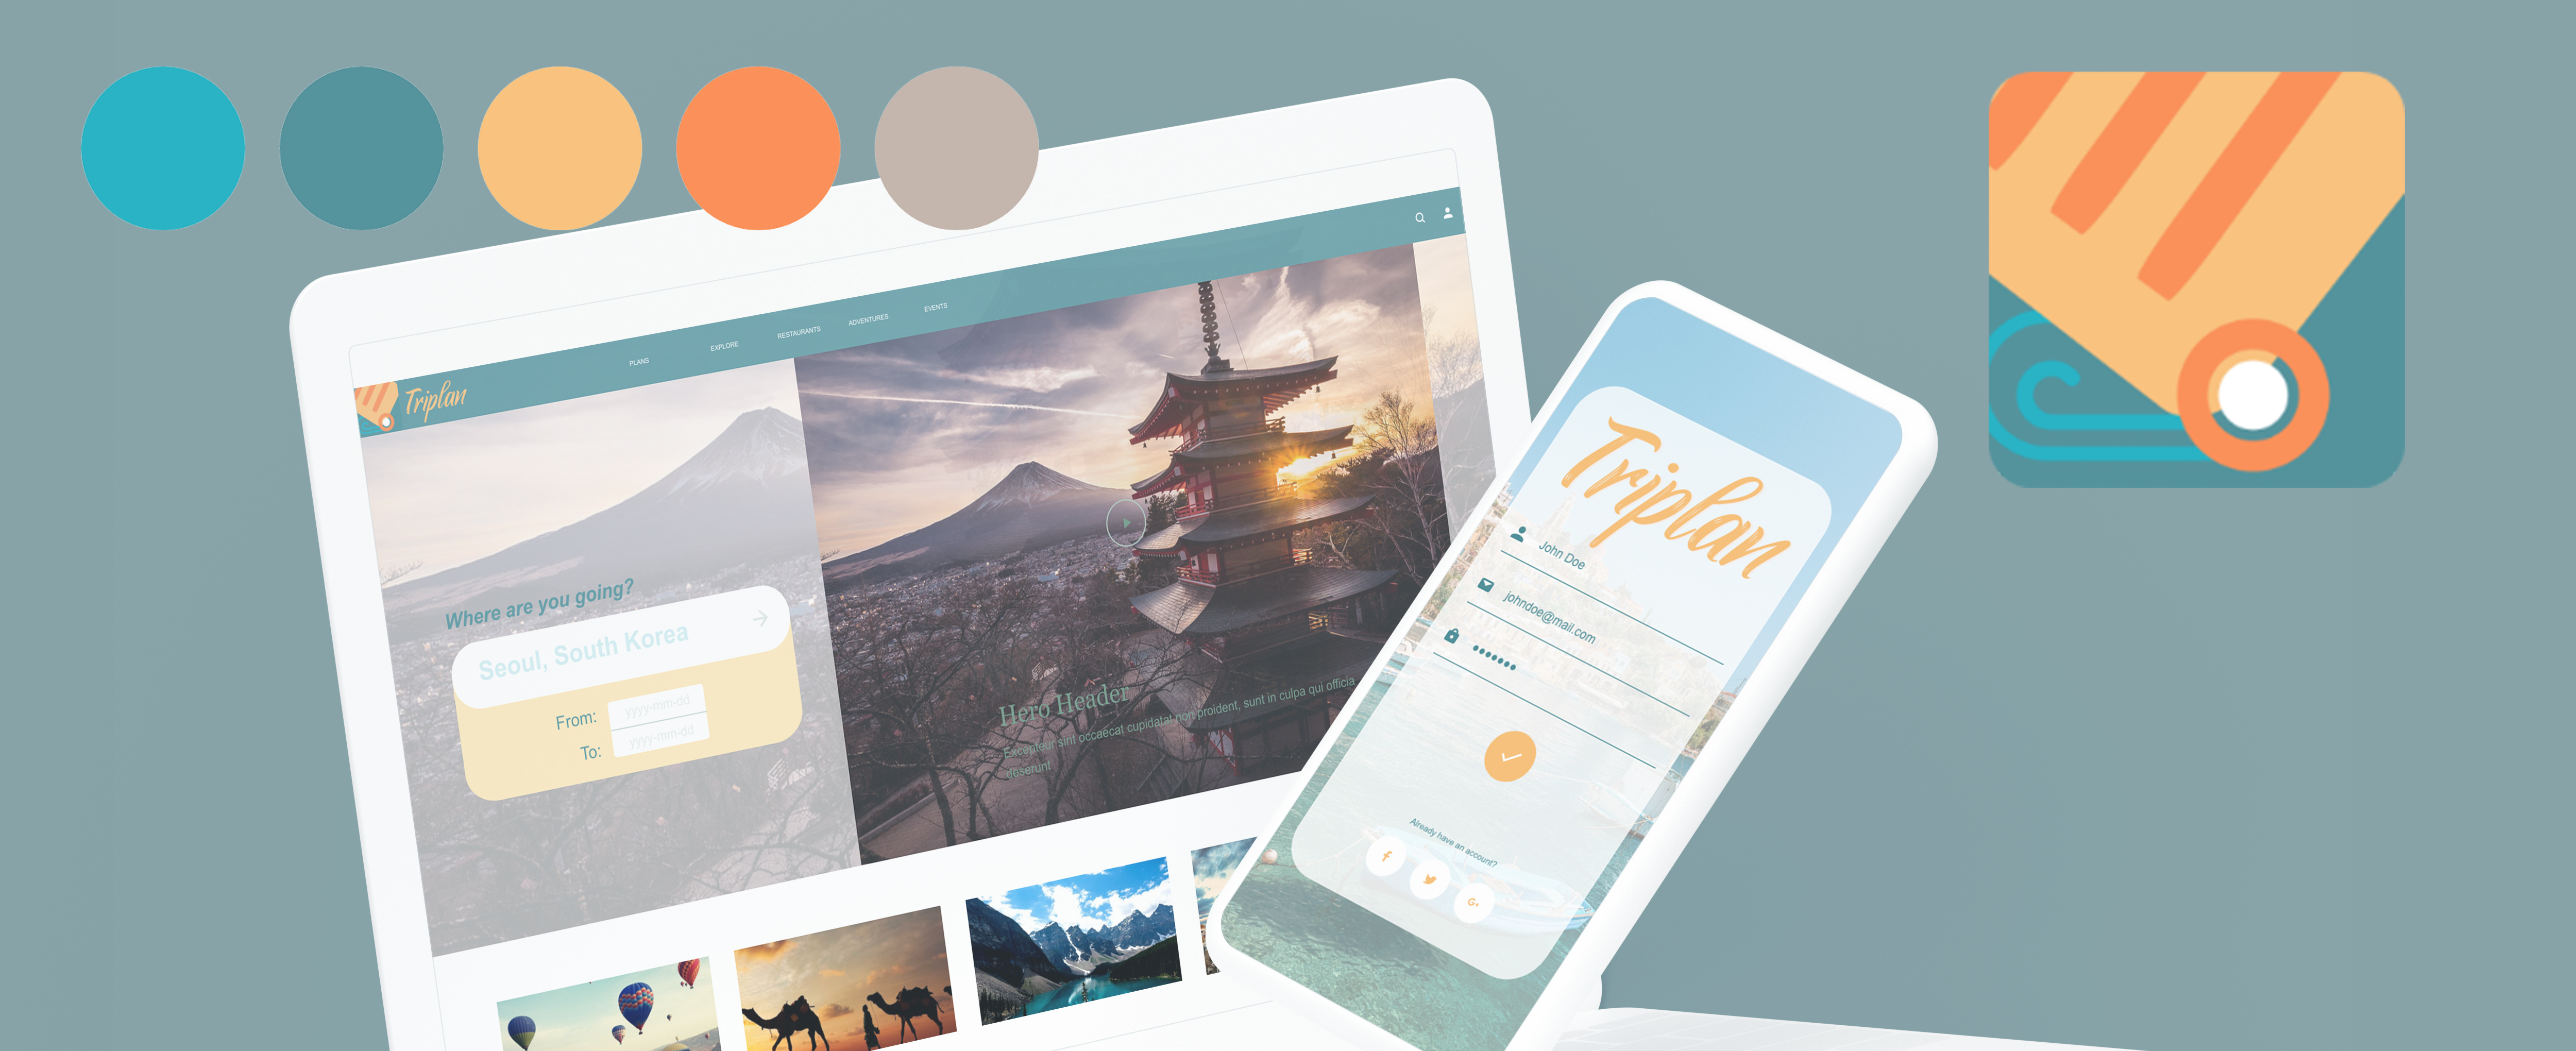 Triplan
PLANS
EXPLORE
RESTAURANTS
ADVENTURES
EVENTS
Where are you going?
Seoul, South Korea
From:
yyyy-mm-dd
To:
yyyy-mm-dd
Hero Header
Excepteur sint occaecat cupidatat non proident, sunt in culpa qui officia
deserunt
Triplan
John Doe
johndoe@mail.com
•••••••
Already have an account?
f
G+